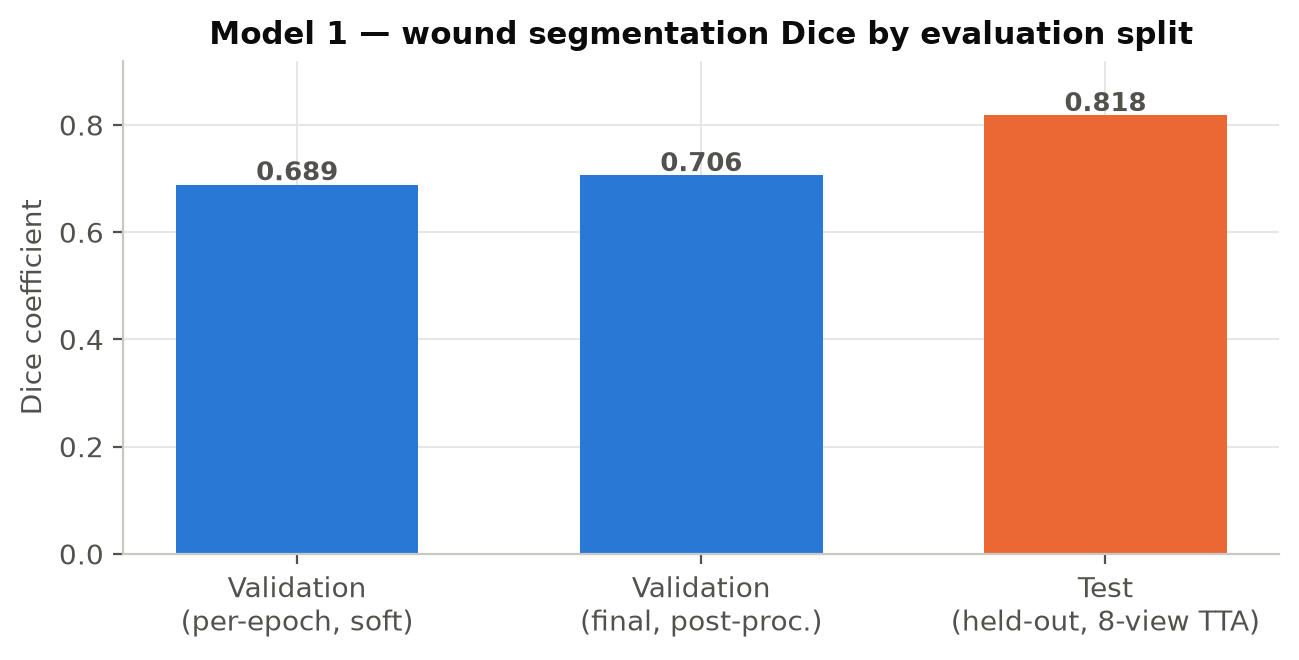 Model 1 — wound segmentation Dice by evaluation split
Dice coefficient
0.8
0.6
0.4
0.2
0.0
0.689
0.706
0.818
Validation
(per-epoch, soft)
Validation
(final, post-proc.)
Test
(held-out, 8-view TTA)